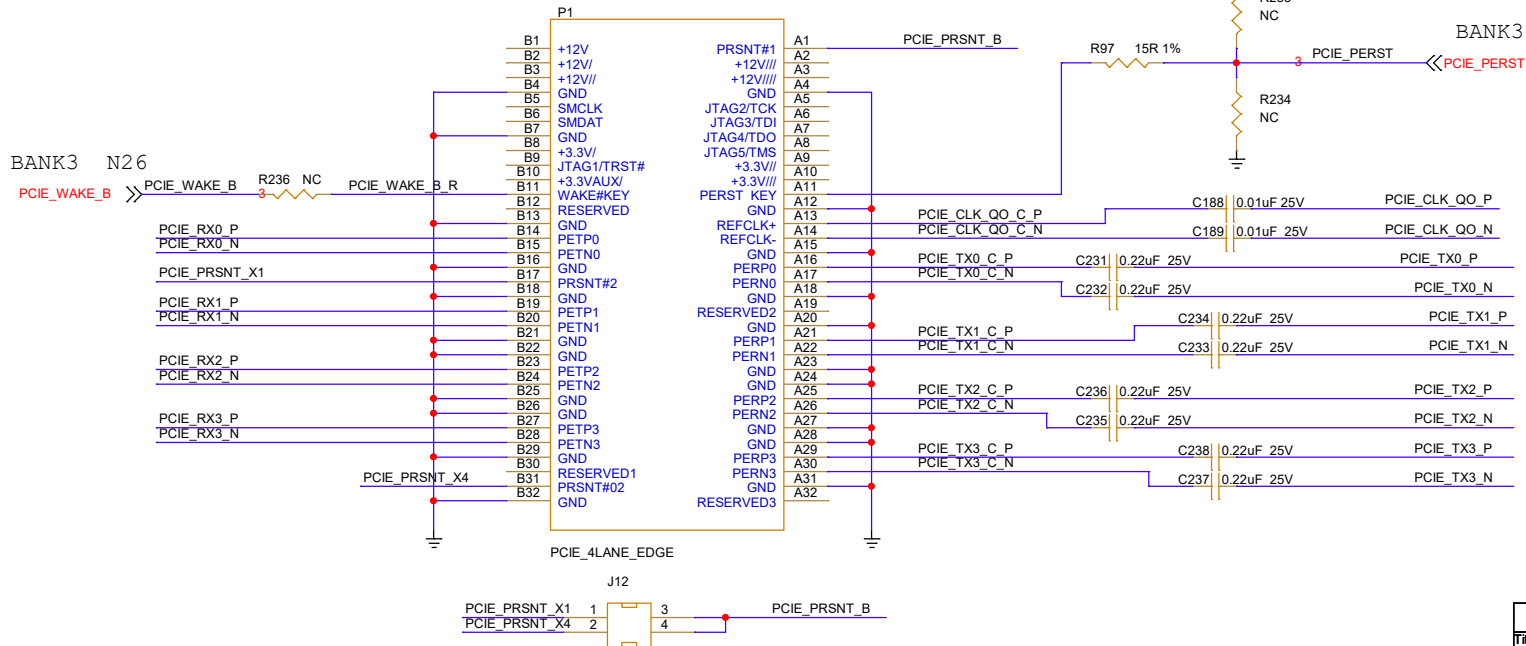 P1
NC
BANK3
B1 +12V PRSNT#1 A1 PCIE_PRSNT_B
B2 +12V/ +12V/// A2
R97 15R 1%
PCIE_PERST
3
PCIE_PERST
B3 +12V// +12V//// A3
B4 GND GND A4
B5 SMCLK JTAG2/TCK A5
B6 SMDAT JTAG3/TDI A6
R234
NC
B7 GND JTAG4/TDO A7
B8 +3.3V/ JTAG5/TMS A8
B9 JTAG1/TRST# +3.3V// A9
BANK3 N26
B10 +3.3VAUX/ +3.3V/// A10
PCIE_WAKE_B PCIE_WAKE_B 3 R236 NC PCIE_WAKE_B_R B11 WAKE#KEY PERST KEY A11
B12 RESERVED GND A12
B13 GND REFCLK+ A13 PCIE_CLK_QO_C_P C188 0.01uF 25V PCIE_CLK_QO_P
PCIE_RX0_P B14 PETP0 REFCLK- A14 PCIE_CLK_QO_C_N C189 0.01uF 25V PCIE_CLK_QO_N
PCIE_RX0_N B15 PETN0 GND A15
B16 GND PERP0 A16 PCIE_TX0_C_P C231 0.22uF 25V PCIE_TX0_P
PCIE_PRSNT_X1 B17 PRSNT#2 PERN0 A17 PCIE_TX0_C_N C232 0.22uF 25V PCIE_TX0_N
B18 GND GND A18
PCIE_RX1_P B19 PETP1 RESERVED2 A19
PCIE_RX1_N B20 PETN1 GND A20
B21 GND PERP1 A21 PCIE_TX1_C_P C234 0.22uF 25V PCIE_TX1_P
B22 GND PERN1 A22 PCIE_TX1_C_N C233 0.22uF 25V PCIE_TX1_N
PCIE_RX2_P B23 PETP2 GND A23
PCIE_RX2_N B24 PETN2 GND A24
B25 GND PERP2 A25 PCIE_TX2_C_P C236 0.22uF 25V PCIE_TX2_P
B26 GND PERN2 A26 PCIE_TX2_C_N C235 0.22uF 25V PCIE_TX2_N
PCIE_RX3_P B27 PETP3 GND A27
PCIE_RX3_N B28 PETN3 GND A28
B29 GND PERP3 A29 PCIE_TX3_C_P C238 0.22uF 25V PCIE_TX3_P
B30 RESERVED1 PERN3 A30 PCIE_TX3_C_N C237 0.22uF 25V PCIE_TX3_N
PCIE_PRSNT_X4 B31 PRSNT#02 GND A31
B32 GND RESERVED3 A32
PCIE_4LANE_EDGE
J12
PCIE_PRSNT_X1 1 3 PCIE_PRSNT_B
PCIE_PRSNT_X4 2 4